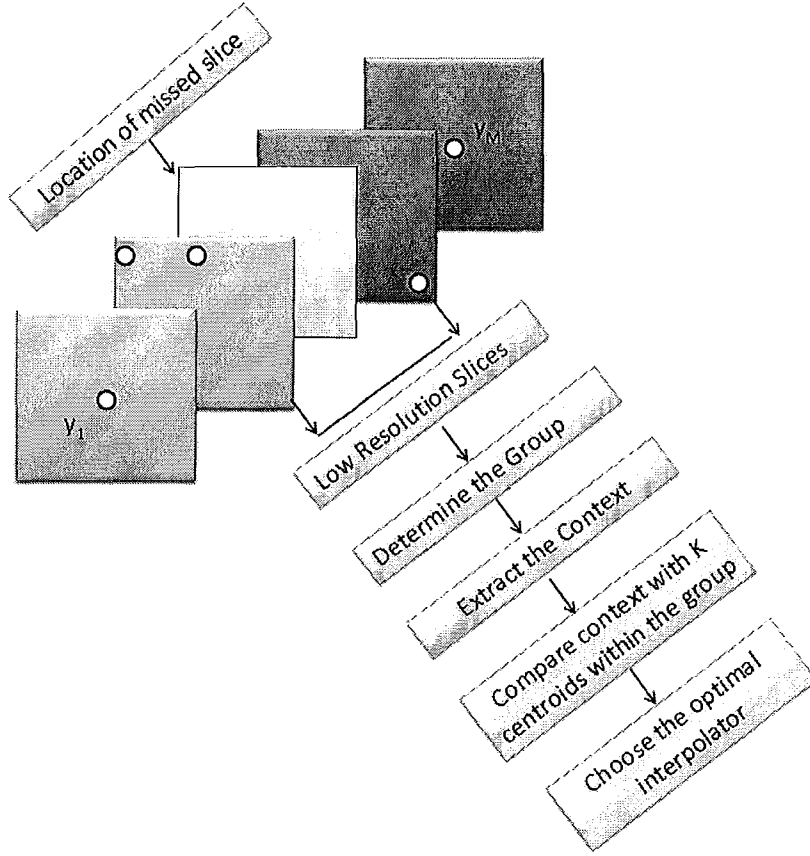 Location of missed slice
y_M
y_1
Low Resolution Slices
Determine the Group
Extract the Context
Compare context with K
centroids within the group
Choose the optimal
interpolator